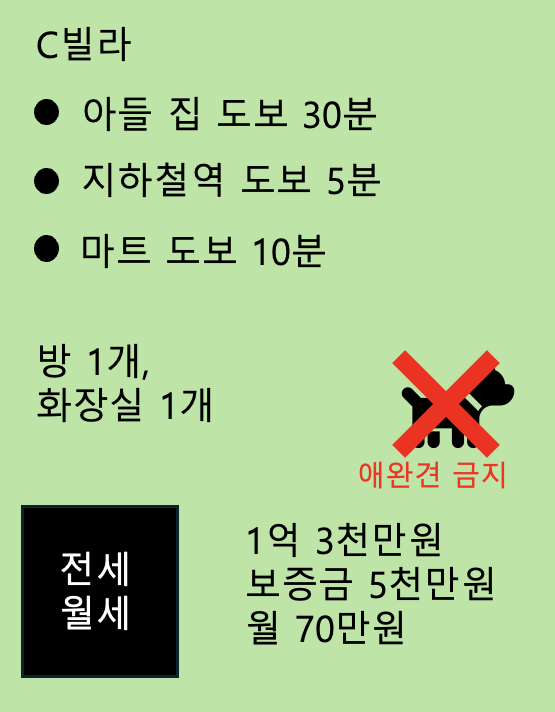 C빌라
● 아들 집 도보 30분
● 지하철역 도보 5분
● 마트 도보 10분
방 1개,
화장실 1개
애완견 금지
전세
월세
1억 3천만원
보증금 5천만원
월 70만원